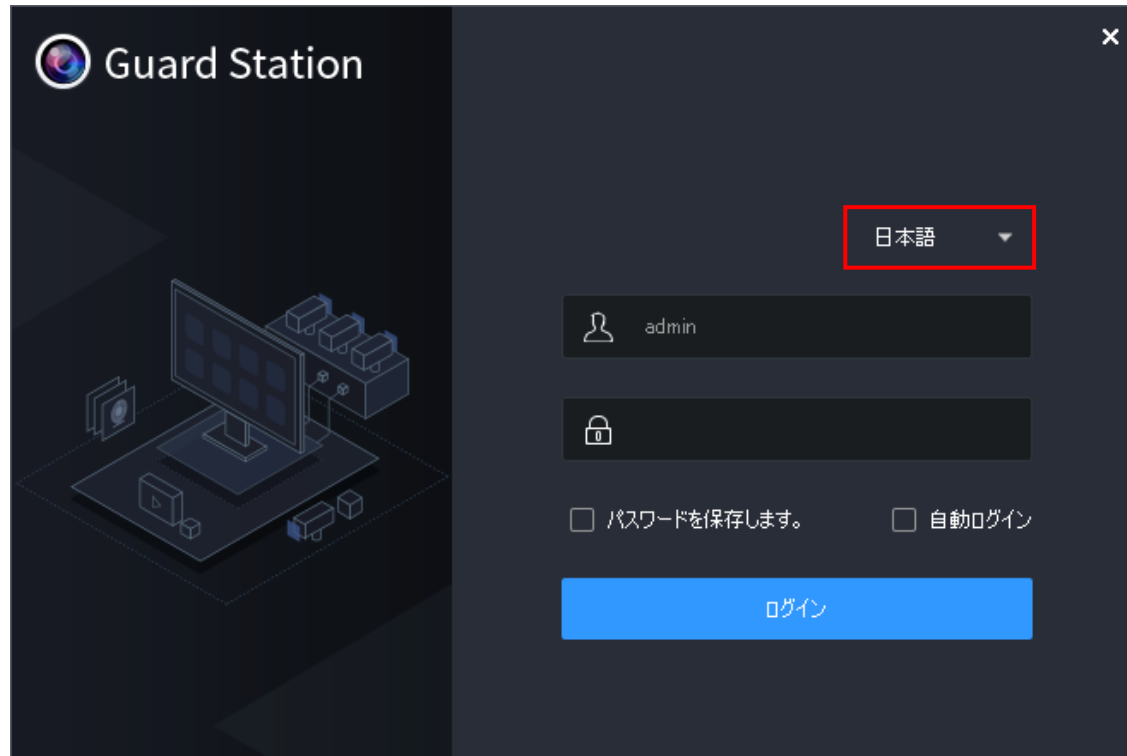 Guard Station
日本語
admin
パスワードを保存します。
自動ログイン
ログイン